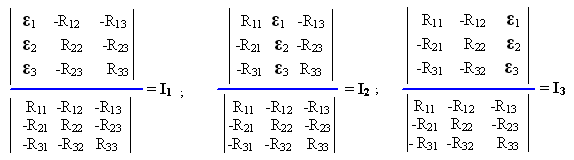 ε1 -R12 -R13 R11 ε1 -R13 R11 -R12 ε1
ε2 R22 -R23 -R21 ε2 -R23 -R21 R22 ε2
ε3 -R23 R33 -R31 ε3 R33 -R31 -R32 ε3
= I1 ; = I2 ; = I3
R11 -R12 -R13 R11 -R12 -R13 R11 -R12 -R13
-R21 R22 -R23 -R21 R22 -R23 -R21 R22 -R23
-R31 -R32 R33 -R31 -R32 R33 - R31 -R32 R33